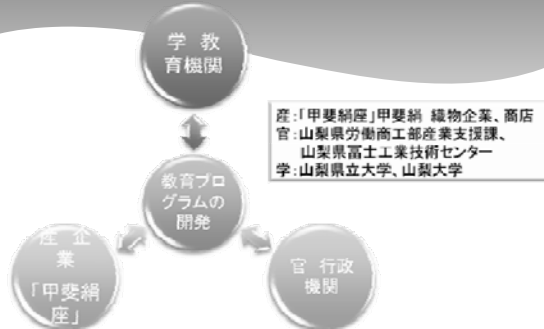 学 教
育機関
産:「甲斐絹座」甲斐絹 織物企業、商店
官:山梨県労働商工部産業支援課、
山梨県富士工業技術センター
学:山梨県立大学、山梨大学
教育プロ
グラムの
開発
産 企
業
「甲斐絹
座」
官 行政
機関